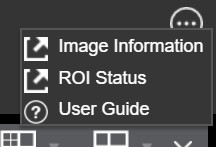 Image Information
ROI Status
User Guide